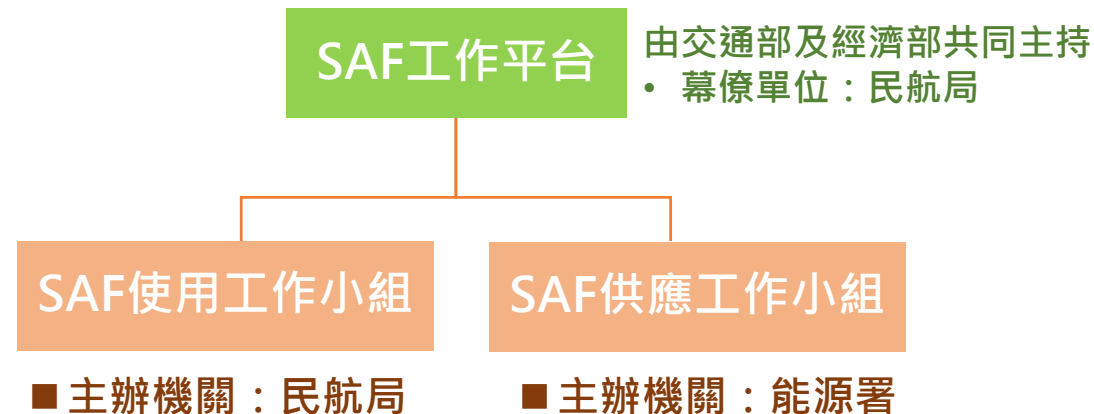 SAF工作平台
由交通部及經濟部共同主持
• 幕僚單位：民航局
SAF使用工作小組
SAF供應工作小組
■主辦機關：民航局
■主辦機關：能源署